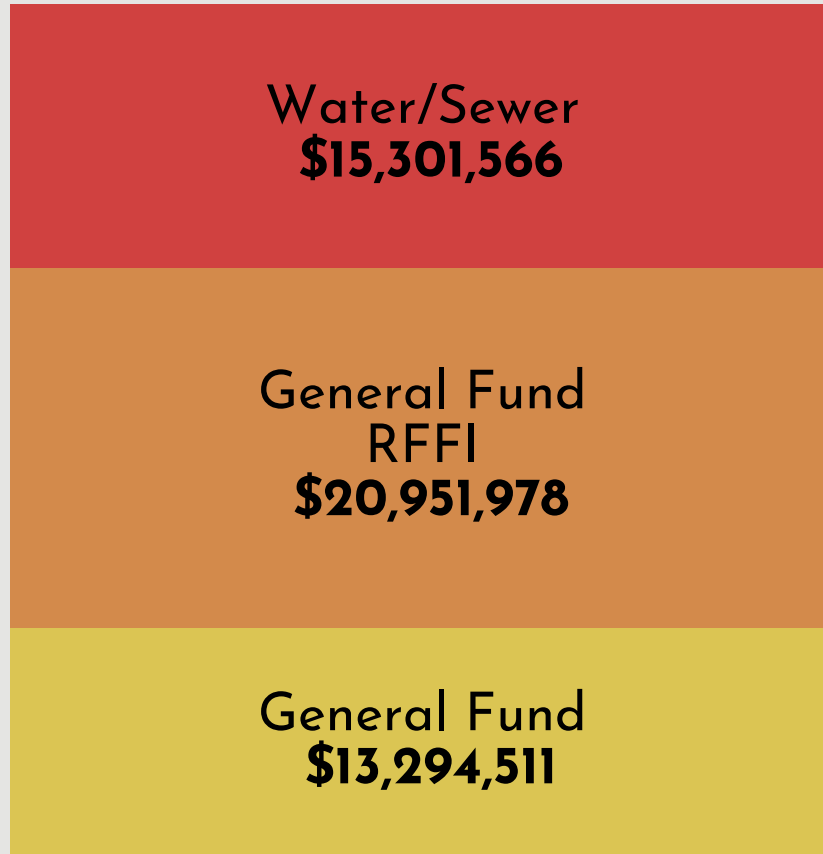 Water/Sewer
$15,301,566
General Fund
RFFI
$20,951,978
General Fund
$13,294,511